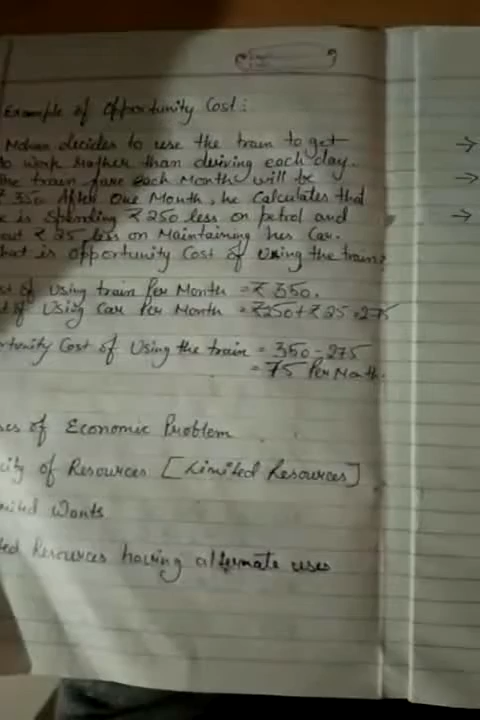 Example of Opportunity Cost:
Mohan decides to use the train to get
to work rather than deriving each day.
The train fare each Month will be
₹ 350 After One Month, he Calculates that
is spending ₹ 250 less on petrol and
₹ 25 less on Maintaining his Car.
What is opportunity Cost of using the train?
of Using train Per Month = ₹ 350.
of Using Car Per Month = ₹250 + ₹ 25 = 275
Cost of Using the train = 350 - 275
= 75 Per Month.
of Economic Problem
of Resources [Limited Resources]
Wants
Resources having alternate uses
→
→
→